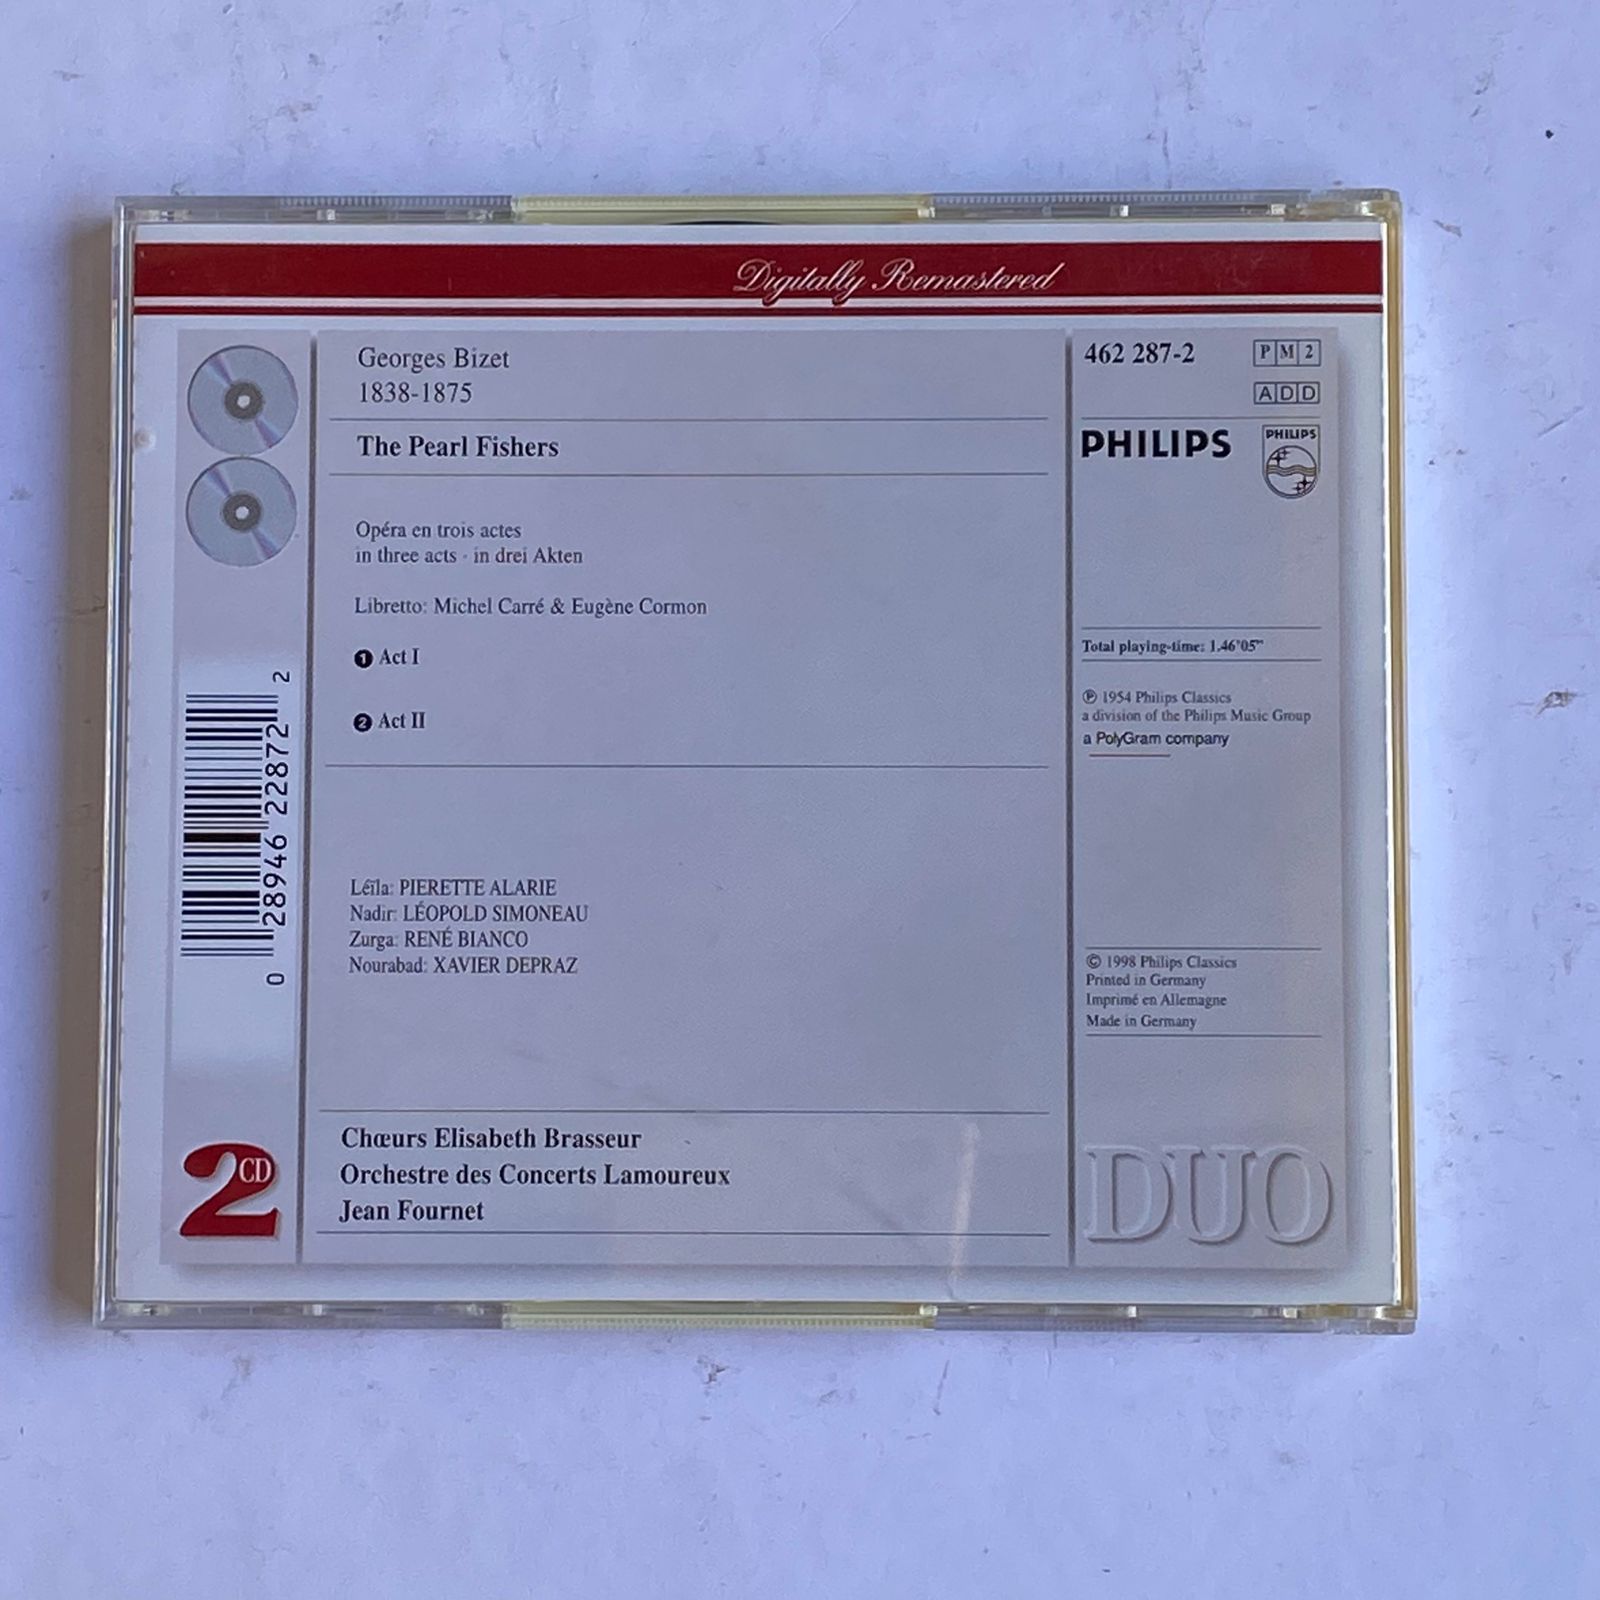 Digitally Remastered
Georges Bizet
1838-1875
The Pearl Fishers
Opéra en trois actes
in three acts · in drei Akten
Libretto: Michel Carré & Eugène Cormon
1 Act I
2 Act II
Léïla: PIERETTE ALARIE
Nadir: LÉOPOLD SIMONEAU
Zurga: RENÉ BIANCO
Nourabad: XAVIER DEPRAZ
Chœurs Elisabeth Brasseur
Orchestre des Concerts Lamoureux
Jean Fournet
462 287-2
PM2
ADD
PHILIPS
PHILIPS
Total playing-time: 1.46'05"
℗ 1954 Philips Classics
a division of the Philips Music Group
a PolyGram company
© 1998 Philips Classics
Printed in Germany
Imprimé en Allemagne
Made in Germany
DUO
0 28946 22872 2
2 CD